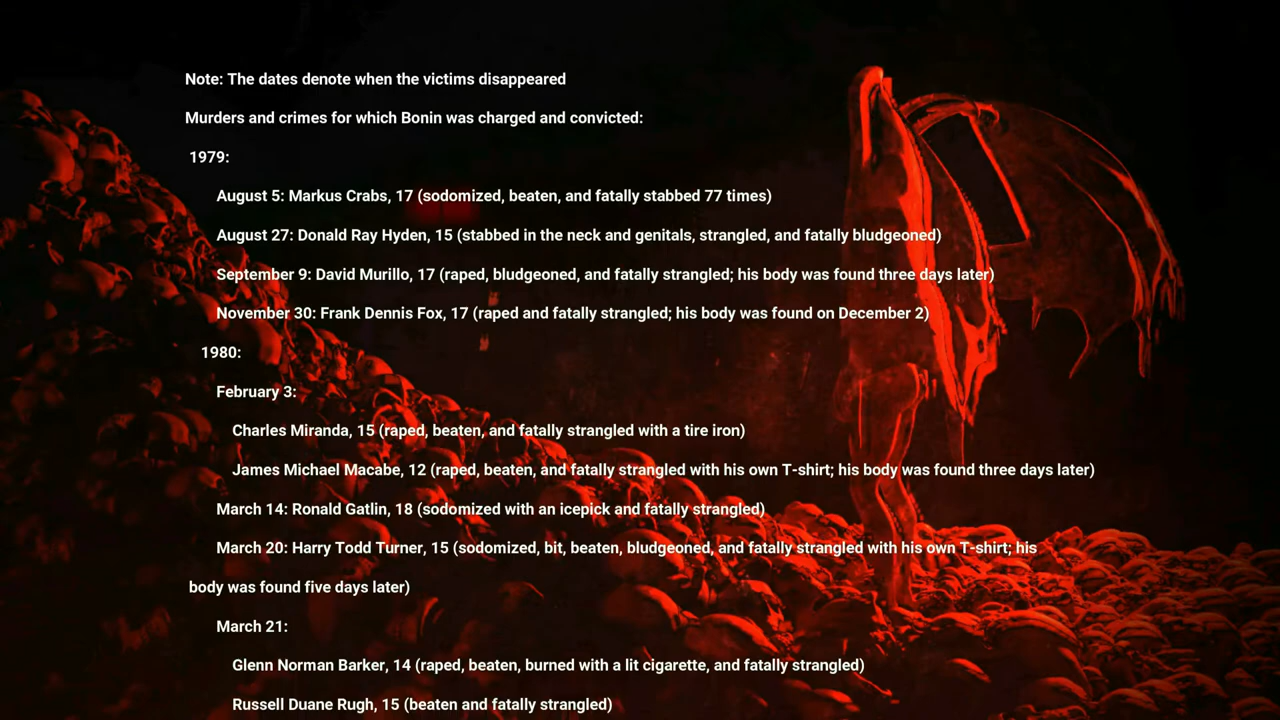 Note: The dates denote when the victims disappeared
Murders and crimes for which Bonin was charged and convicted:
1979:
August 5: Markus Crabs, 17 (sodomized, beaten, and fatally stabbed 77 times)
August 27: Donald Ray Hyden, 15 (stabbed in the neck and genitals, strangled, and fatally bludgeoned)
September 9: David Murillo, 17 (raped, bludgeoned, and fatally strangled; his body was found three days later)
November 30: Frank Dennis Fox, 17 (raped and fatally strangled; his body was found on December 2)
1980:
February 3:
Charles Miranda, 15 (raped, beaten, and fatally strangled with a tire iron)
James Michael Macabe, 12 (raped, beaten, and fatally strangled with his own T-shirt; his body was found three days later)
March 14: Ronald Gatlin, 18 (sodomized with an icepick and fatally strangled)
March 20: Harry Todd Turner, 15 (sodomized, bit, beaten, bludgeoned, and fatally strangled with his own T-shirt; his
body was found five days later)
March 21:
Glenn Norman Barker, 14 (raped, beaten, burned with a lit cigarette, and fatally strangled)
Russell Duane Rugh, 15 (beaten and fatally strangled)